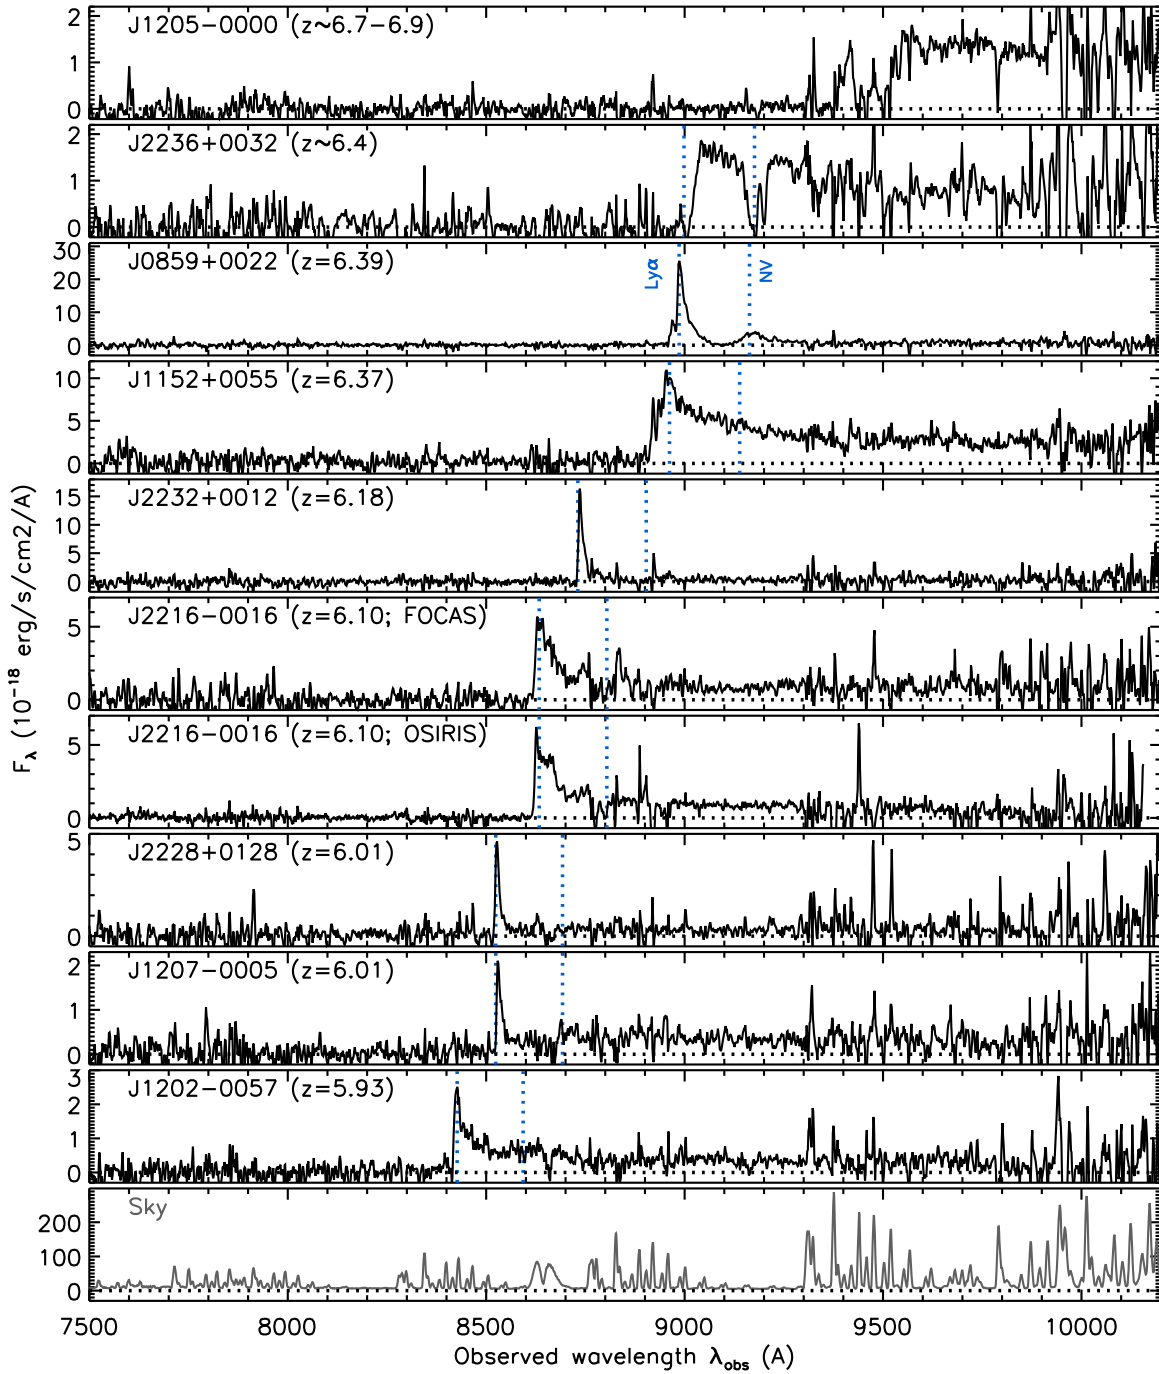 J1205-0000 (z~6.7-6.9)
2
1
0
J2236+0032 (z~6.4)
2
1
0
J0859+0022 (z=6.39)
30
20
10
0
Lyα
NV
J1152+0055 (z=6.37)
10
5
0
J2232+0012 (z=6.18)
15
10
5
0
J2216-0016 (z=6.10; FOCAS)
5
0
J2216-0016 (z=6.10; OSIRIS)
5
0
J2228+0128 (z=6.01)
5
0
J1207-0005 (z=6.01)
2
1
0
J1202-0057 (z=5.93)
3
2
1
0
Sky
200
100
0
Fλ (10⁻¹⁸ erg/s/cm2/A)
7500 8000 8500 9000 9500 10000
Observed wavelength λobs (A)